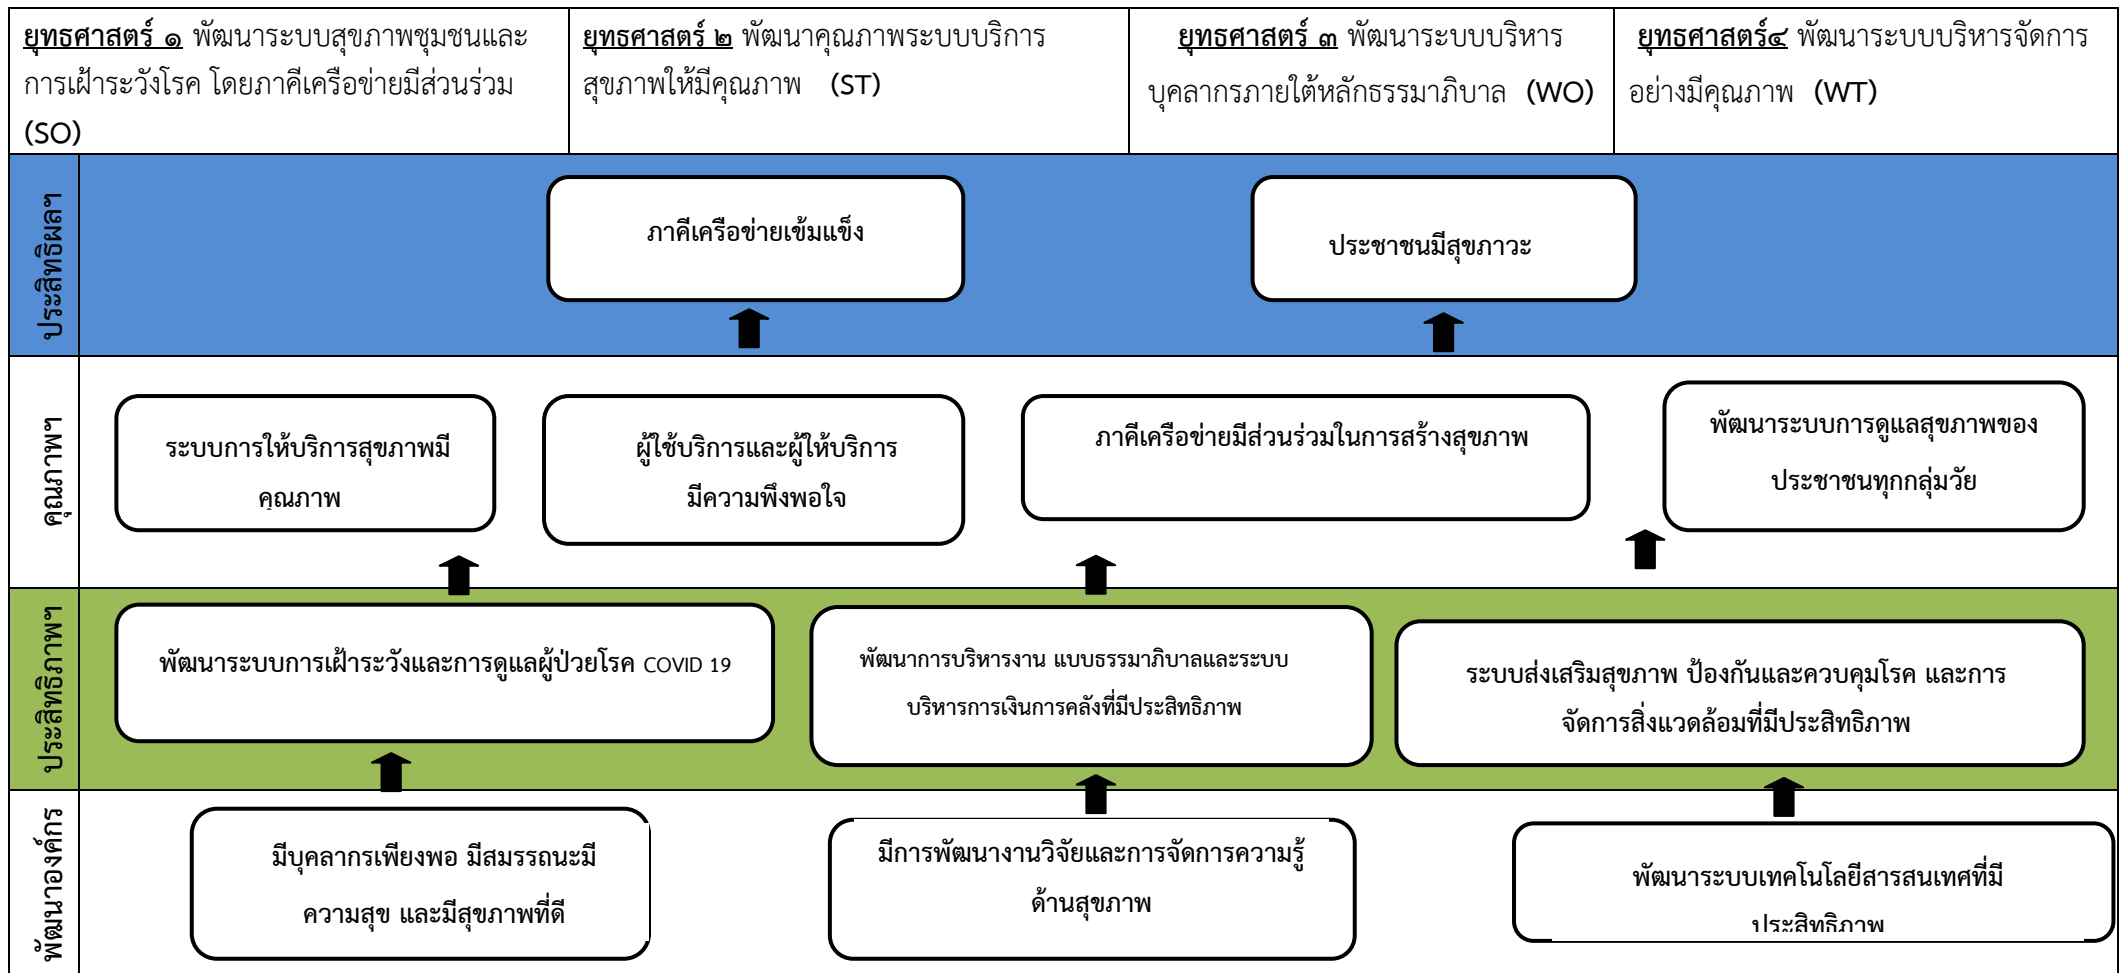 ยุทธศาสตร์ ๑ พัฒนาระบบสุขภาพชุมชนและ
การเฝ้าระวังโรค โดยภาคีเครือข่ายมีส่วนร่วม
(SO)
ยุทธศาสตร์ ๒ พัฒนาคุณภาพระบบบริการ
สุขภาพให้มีคุณภาพ (ST)
ยุทธศาสตร์ ๓ พัฒนาระบบบริหาร
บุคลากรภายใต้หลักธรรมาภิบาล (WO)
ยุทธศาสตร์๔ พัฒนาระบบบริหารจัดการ
อย่างมีคุณภาพ (WT)
ประสิทธิผลฯ
ภาคีเครือข่ายเข้มแข็ง
ประชาชนมีสุขภาวะ
คุณภาพฯ
ระบบการให้บริการสุขภาพมี
คุณภาพ
ผู้ใช้บริการและผู้ให้บริการ
มีความพึงพอใจ
ภาคีเครือข่ายมีส่วนร่วมในการสร้างสุขภาพ
พัฒนาระบบการดูแลสุขภาพของ
ประชาชนทุกกลุ่มวัย
ประสิทธิภาพฯ
พัฒนาระบบการเฝ้าระวังและการดูแลผู้ป่วยโรค COVID 19
พัฒนาการบริหารงาน แบบธรรมาภิบาลและระบบ
บริหารการเงินการคลังที่มีประสิทธิภาพ
ระบบส่งเสริมสุขภาพ ป้องกันและควบคุมโรค และการ
จัดการสิ่งแวดล้อมที่มีประสิทธิภาพ
พัฒนาองค์กร
มีบุคลากรเพียงพอ มีสมรรถนะมี
ความสุข และมีสุขภาพที่ดี
มีการพัฒนางานวิจัยและการจัดการความรู้
ด้านสุขภาพ
พัฒนาระบบเทคโนโลยีสารสนเทศที่มี
ประสิทธิภาพ